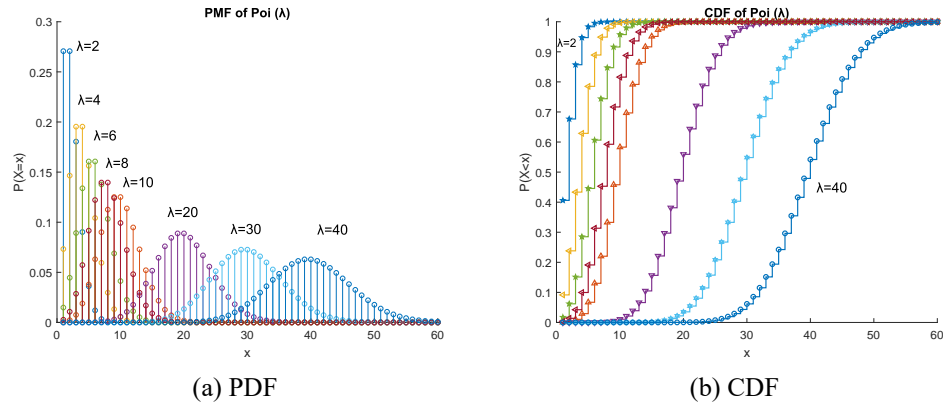 PMF of Poi (λ)
0.3
0.25
0.2
0.15
0.1
0.05
0
P(X=x)
λ=2
λ=4
λ=6
λ=8
λ=10
λ=20
λ=30
λ=40
0 10 20 30 40 50 60
x
(a) PDF
CDF of Poi (λ)
1
0.9
0.8
0.7
0.6
0.5
0.4
0.3
0.2
0.1
0
P(X<x)
λ=2
λ=40
0 10 20 30 40 50 60
x
(b) CDF